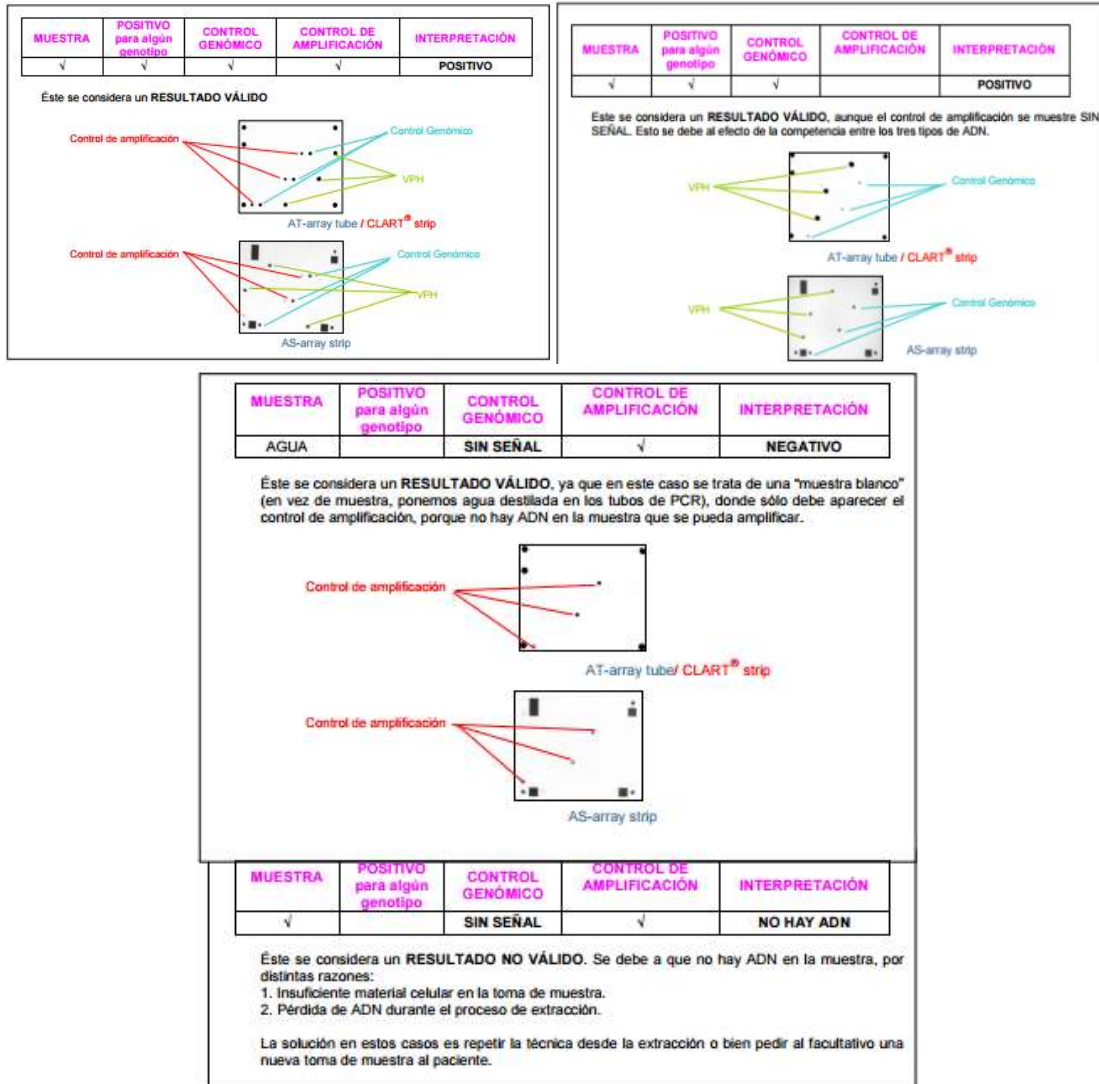 MUESTRA POSITIVO para algún genotipo CONTROL GENÓMICO CONTROL DE AMPLIFICACIÓN INTERPRETACIÓN
√ √ √ √ POSITIVO
Éste se considera un RESULTADO VÁLIDO
Control de amplificación
Control Genómico
VPH
AT-array tube / CLART® strip
Control de amplificación
Control Genómico
VPH
AS-array strip
MUESTRA POSITIVO para algún genotipo CONTROL GENÓMICO CONTROL DE AMPLIFICACIÓN INTERPRETACIÓN
√ √ √ POSITIVO
Este se considera un RESULTADO VÁLIDO, aunque el control de amplificación se muestre SIN
SEÑAL. Esto se debe al efecto de la competencia entre los tres tipos de ADN.
VPH
Control Genómico
AT-array tube / CLART® strip
VPH
Control Genómico
AS-array strip
MUESTRA POSITIVO para algún genotipo CONTROL GENÓMICO CONTROL DE AMPLIFICACIÓN INTERPRETACIÓN
AGUA SIN SEÑAL √ NEGATIVO
Éste se considera un RESULTADO VÁLIDO, ya que en este caso se trata de una "muestra blanco"
(en vez de muestra, ponemos agua destilada en los tubos de PCR), donde sólo debe aparecer el
control de amplificación, porque no hay ADN en la muestra que se pueda amplificar.
Control de amplificación
AT-array tube/ CLART® strip
Control de amplificación
AS-array strip
MUESTRA POSITIVO para algún genotipo CONTROL GENÓMICO CONTROL DE AMPLIFICACIÓN INTERPRETACIÓN
√ SIN SEÑAL √ NO HAY ADN
Éste se considera un RESULTADO NO VÁLIDO. Se debe a que no hay ADN en la muestra, por
distintas razones:
1. Insuficiente material celular en la toma de muestra.
2. Pérdida de ADN durante el proceso de extracción.
La solución en estos casos es repetir la técnica desde la extracción o bien pedir al facultativo una
nueva toma de muestra al paciente.